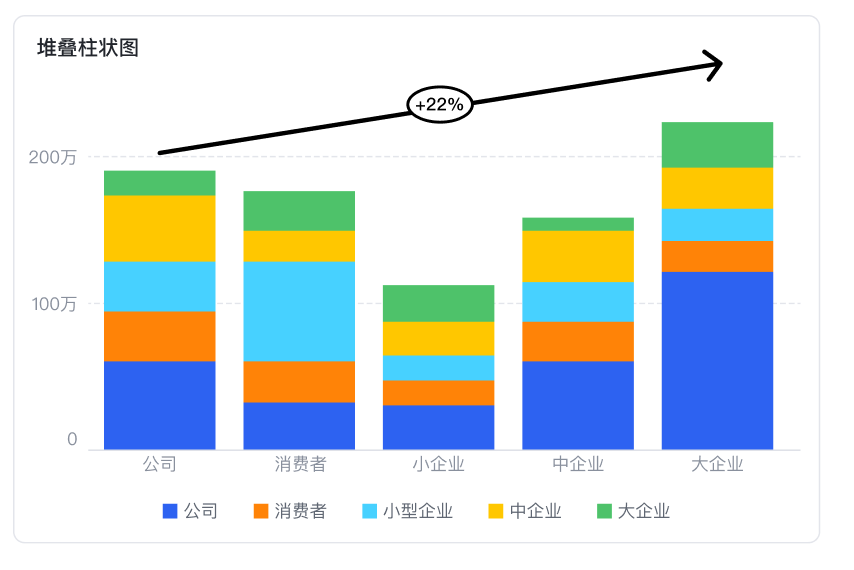 堆叠柱状图
+22%
200万
100万
0
公司 消费者 小企业 中企业 大企业
公司 消费者 小型企业 中企业 大企业